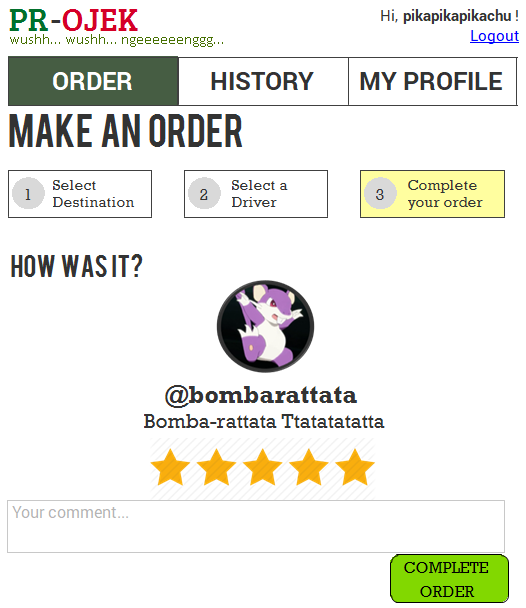 PR-OJEK
Hi, pikapikapikachu !
wushh... wushh... ngeeeeeenggg...
Logout
ORDER HISTORY MY PROFILE
MAKE AN ORDER
1 Select Destination
2 Select a Driver
3 Complete your order
HOW WAS IT?
@bombarattata
Bomba-rattata Ttatatatatta
Your comment...
COMPLETE
ORDER